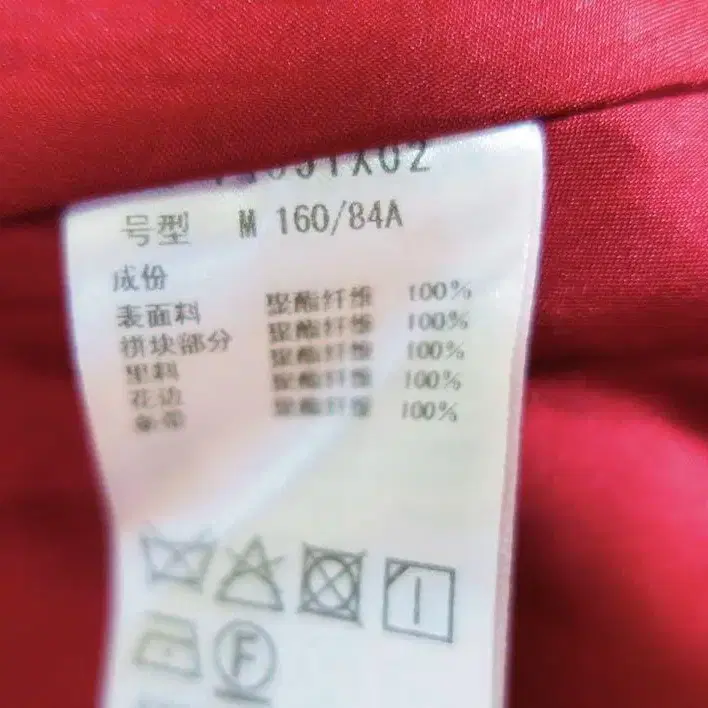 号型 M 160/84A
成份
表面料 聚酯纤维 100%
拼块部分 聚酯纤维 100%
里料 聚酯纤维 100%
花边 聚酯纤维 100%
聚酯纤维 100%
F